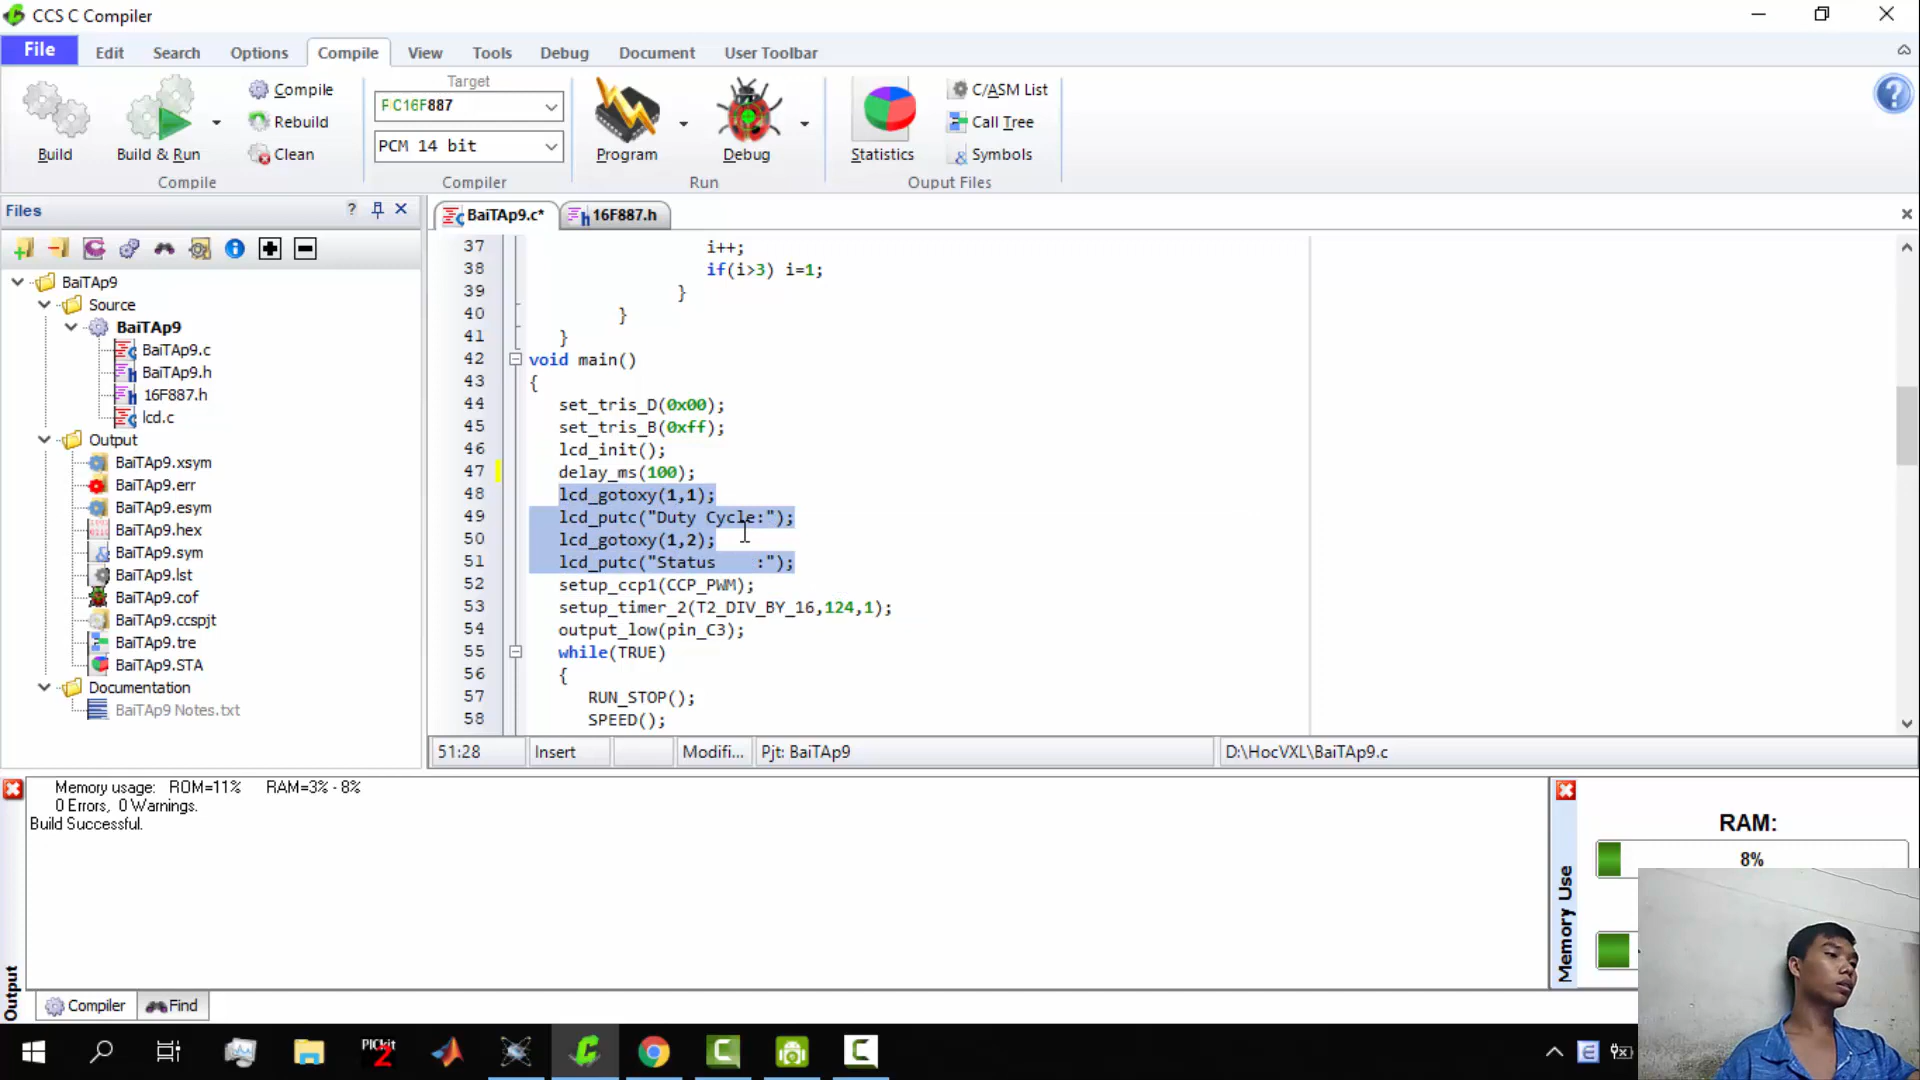 CCS C Compiler
File Edit Search Options Compile View Tools Debug Document User Toolbar
Build
Build & Run
Compile
Rebuild
Clean
Compile
Target
PIC16F887
PCM 14 bit
Compiler
Program
Debug
Run
Statistics
C/ASM List
Call Tree
Symbols
Ouput Files
Files
BaiTAp9
Source
BaiTAp9
BaiTAp9.c
BaiTAp9.h
16F887.h
lcd.c
Output
BaiTAp9.xsym
BaiTAp9.err
BaiTAp9.esym
BaiTAp9.hex
BaiTAp9.sym
BaiTAp9.lst
BaiTAp9.cof
BaiTAp9.ccspjt
BaiTAp9.tre
BaiTAp9.STA
Documentation
BaiTAp9 Notes.txt
BaiTAp9.c* 16F887.h
37 i++;
38 if(i>3) i=1;
39 }
40 }
41 }
42 void main()
43 {
44 set_tris_D(0x00);
45 set_tris_B(0xff);
46 lcd_init();
47 delay_ms(100);
48 lcd_gotoxy(1,1);
49 lcd_putc("Duty Cycle:");
50 lcd_gotoxy(1,2);
51 lcd_putc("Status    :");
52 setup_ccp1(CCP_PWM);
53 setup_timer_2(T2_DIV_BY_16,124,1);
54 output_low(pin_C3);
55 while(TRUE)
56 {
57 RUN_STOP();
58 SPEED();
51:28 Insert Modifi... Pjt: BaiTAp9 D:\HocVXL\BaiTAp9.c
Memory usage: ROM=11% RAM=3% - 8%
0 Errors, 0 Warnings.
Build Successful.
Output
Compiler Find
Memory Use
RAM:
8%
PICkit
2